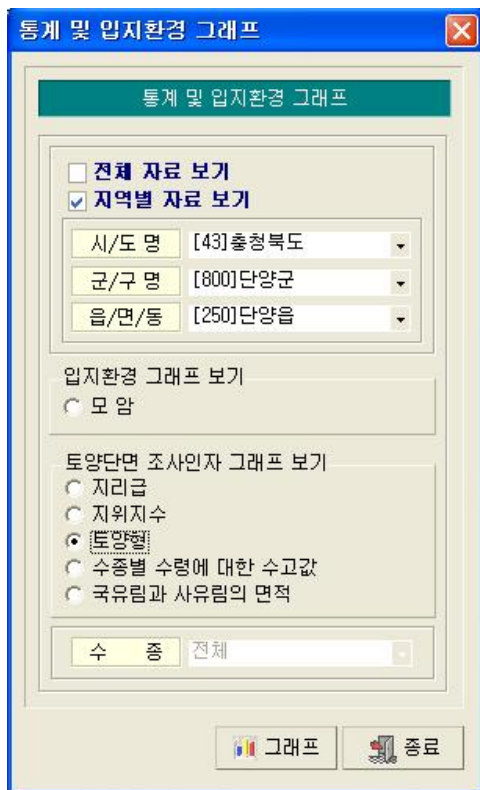 통계 및 입지환경 그래프
통계 및 입지환경 그래프
전체 자료 보기
지역별 자료 보기
시/도 명 [43]충청북도
군/구 명 [800]단양군
읍/면/동 [250]단양읍
입지환경 그래프 보기
모 암
토양단면 조사인자 그래프 보기
지리급
지위지수
토양형
수종별 수령에 대한 수고값
국유림과 사유림의 면적
수 종 전체
그래프 종료